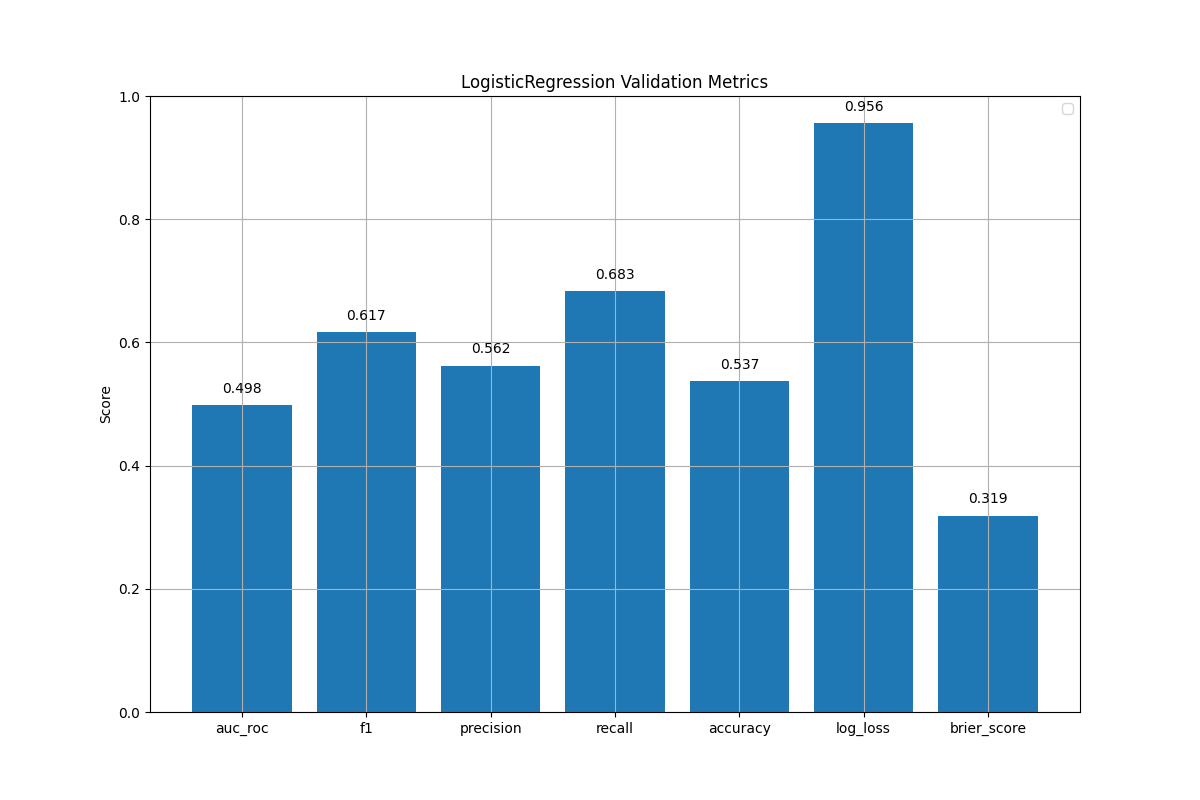 LogisticRegression Validation Metrics
1.0
0.8
0.6
0.4
0.2
0.0
Score
0.498
0.617
0.562
0.683
0.537
0.956
0.319
auc_roc
f1
precision
recall
accuracy
log_loss
brier_score